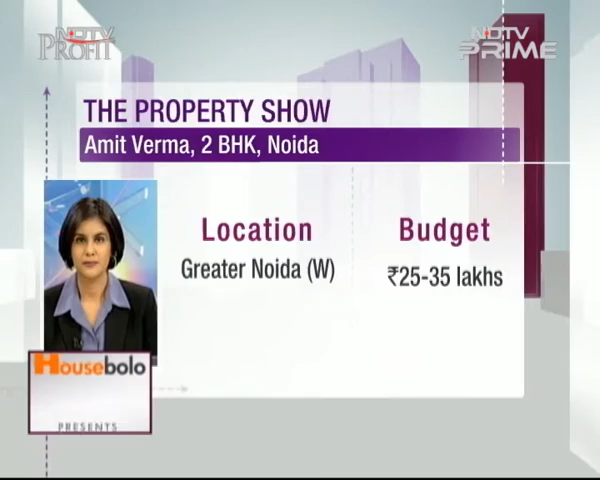 NDTV
PROFIT
NDTV
PRIME
THE PROPERTY SHOW
Amit Verma, 2 BHK, Noida
Location
Budget
Greater Noida (W)
₹25-35 lakhs
Housebolo
PRESENTS